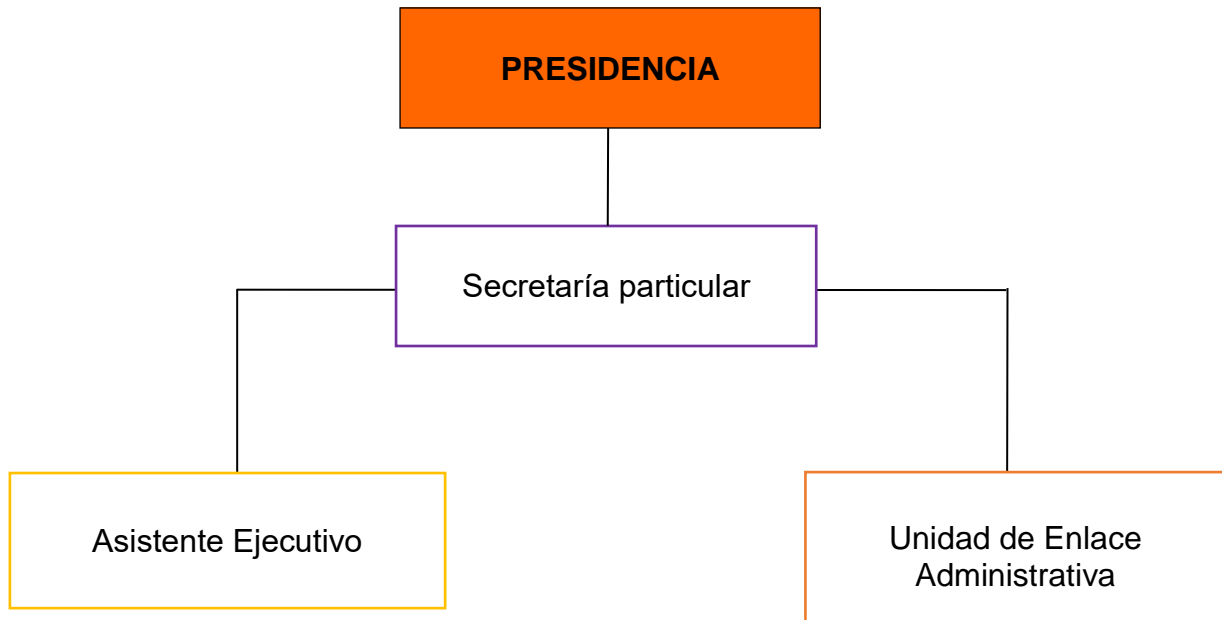 PRESIDENCIA
Secretaría particular
Asistente Ejecutivo
Unidad de Enlace
Administrativa